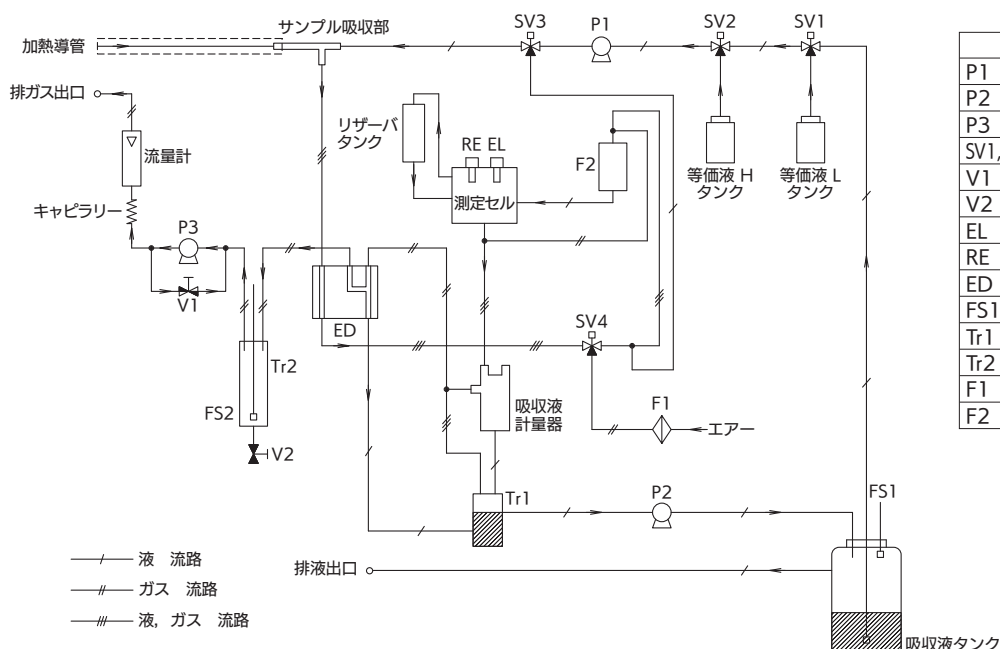 サンプル吸収部
SV3
P1
SV2
SV1
加熱導管
排ガス出口
リザーバ
タンク
RE EL
F2
流量計
測定セル
等価液 H
タンク
等価液 L
タンク
キャピラリー
P3
V1
ED
SV4
Tr2
FS2
吸収液
計量器
F1
エアー
V2
Tr1
P2
FS1
液 流路
ガス 流路
液, ガス 流路
排液出口
吸収液タンク
P1
P2
P3
SV1,
V1
V2
EL
RE
ED
FS1
Tr1
Tr2
F1
F2